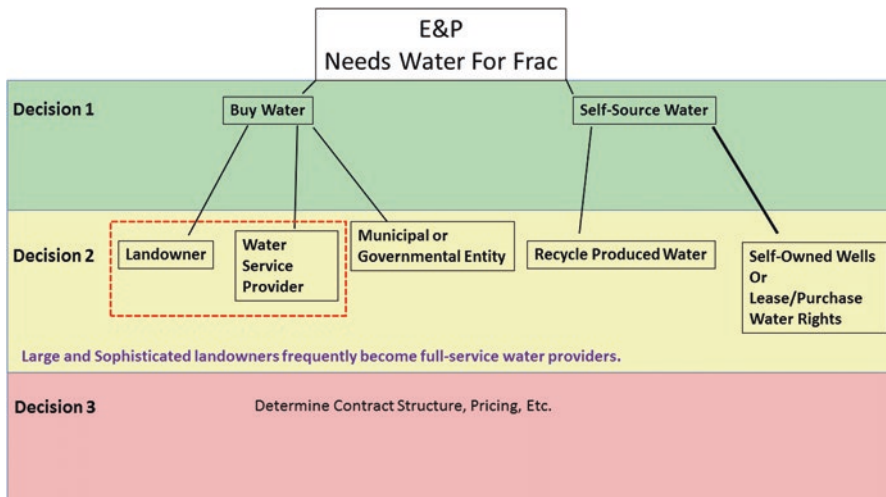 E&P
Needs Water For Frac
Decision 1
Buy Water
Self-Source Water
Decision 2
Landowner
Water
Service
Provider
Municipal or
Governmental Entity
Recycle Produced Water
Self-Owned Wells
Or
Lease/Purchase
Water Rights
Large and Sophisticated landowners frequently become full-service water providers.
Decision 3
Determine Contract Structure, Pricing, Etc.